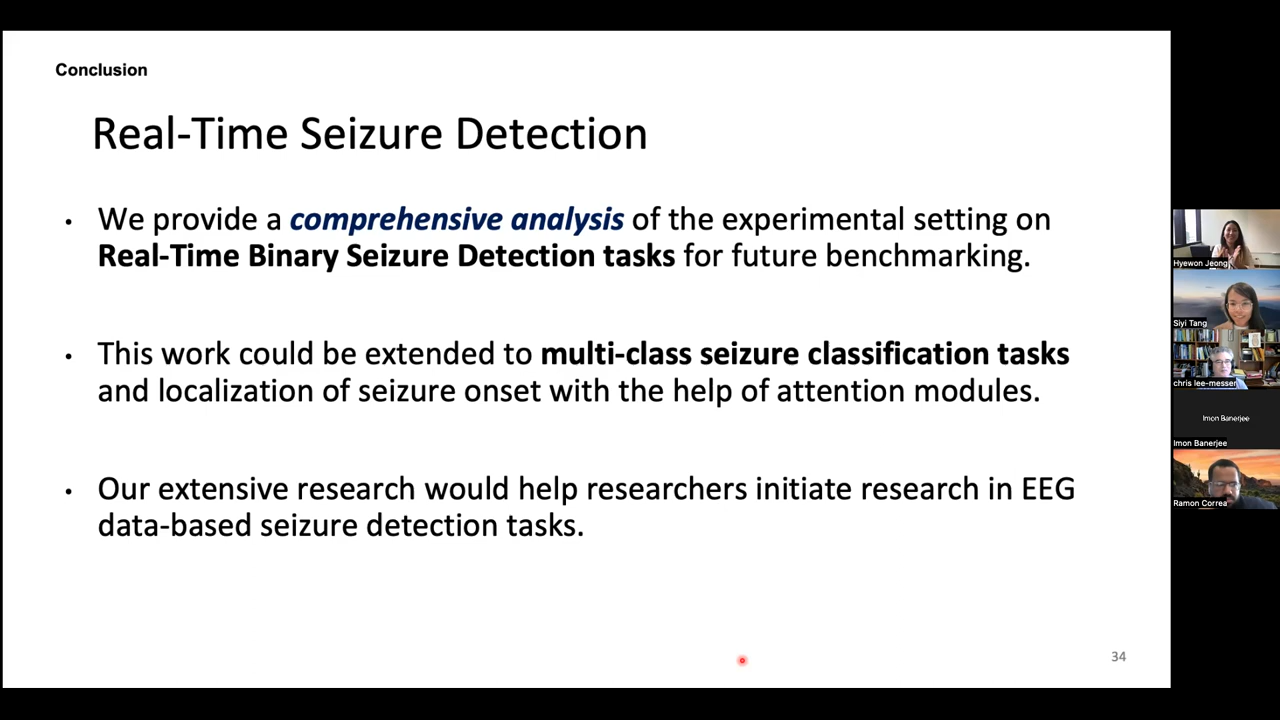 Conclusion
Real-Time Seizure Detection
• We provide a comprehensive analysis of the experimental setting on
Real-Time Binary Seizure Detection tasks for future benchmarking.
• This work could be extended to multi-class seizure classification tasks
and localization of seizure onset with the help of attention modules.
• Our extensive research would help researchers initiate research in EEG
data-based seizure detection tasks.
34
Hyewon Jeong
Siyi Tang
chris lee-messer
Imon Banerjee
Imon Banerjee
Ramon Correa